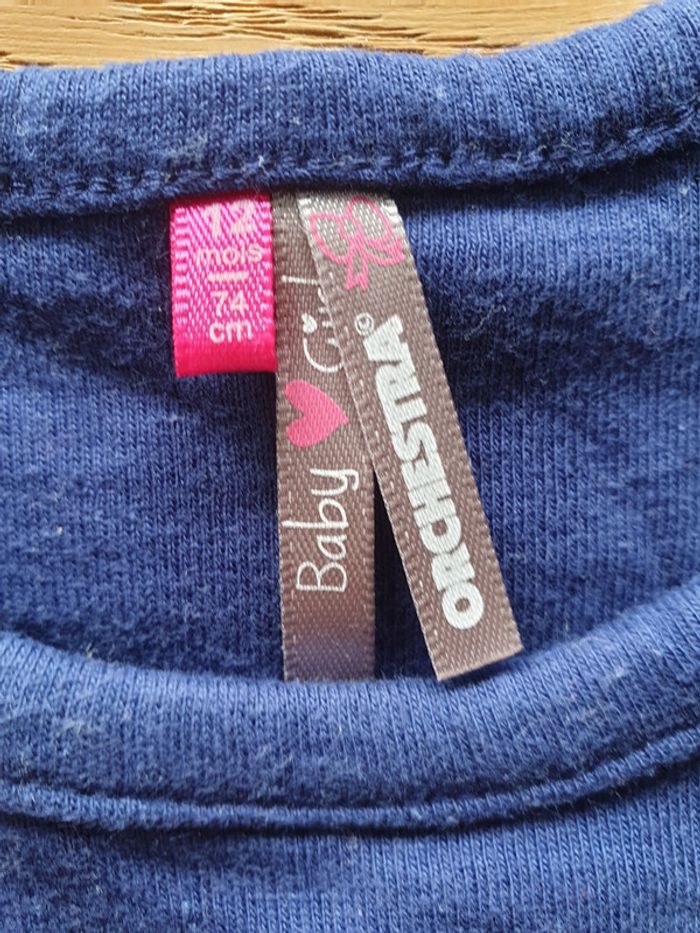 12
mois
74
cm
Baby Girl
ORCHESTRA®